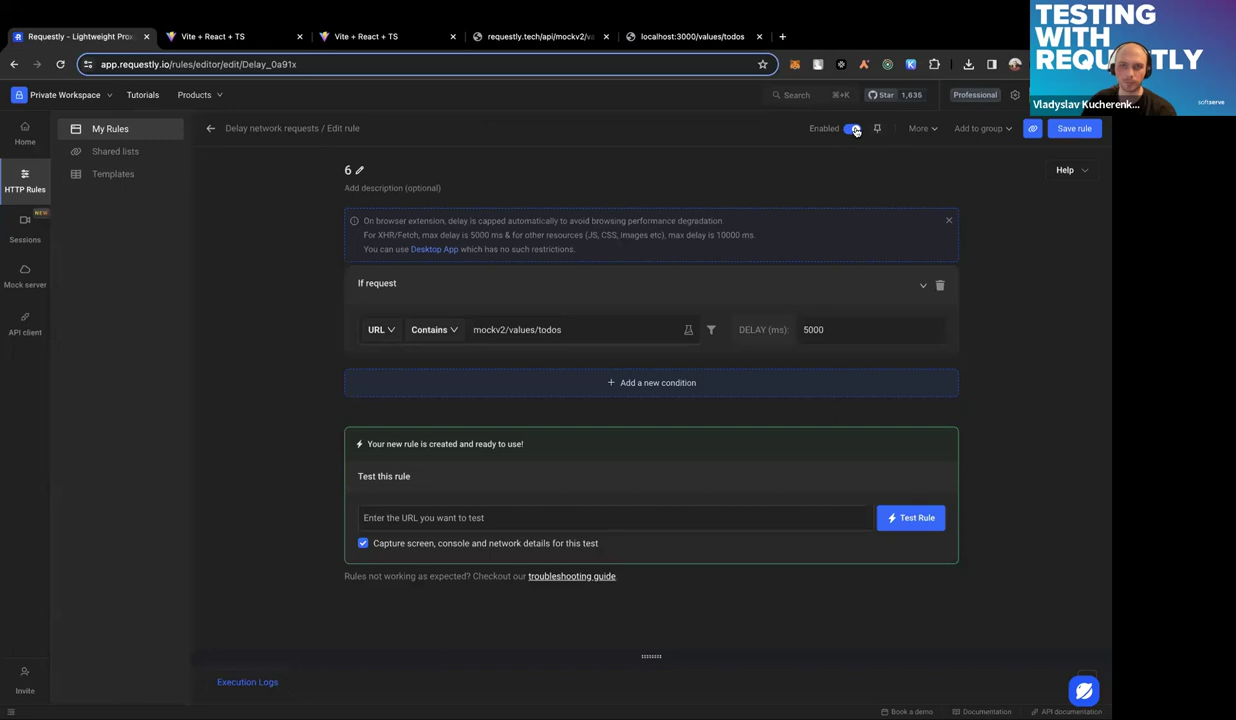 Requestly - Lightweight Prox
Vite + React + TS
Vite + React + TS
requestly.tech/api/mockv2/va
localhost:3000/values/todos
app.requestly.io/rules/editor/edit/Delay_0a91x
TESTING
WITH
REQUESTLY
Vladyslav Kucherenk...
softserve
Private Workspace
Tutorials
Products
Search
⌘+K
Star
1,635
Professional
Home
HTTP Rules
NEW
Sessions
Mock server
API client
Invite
My Rules
Shared lists
Templates
Delay network requests / Edit rule
Enabled
More
Add to group
Save rule
6
Add description (optional)
Help
On browser extension, delay is capped automatically to avoid browsing performance degradation.
For XHR/Fetch, max delay is 5000 ms & for other resources (JS, CSS, images etc), max delay is 10000 ms.
You can use Desktop App which has no such restrictions.
If request
URL
Contains
mockv2/values/todos
DELAY (ms):
5000
+ Add a new condition
Your new rule is created and ready to use!
Test this rule
Enter the URL you want to test
Test Rule
Capture screen, console and network details for this test
Rules not working as expected? Checkout our troubleshooting guide
Execution Logs
Book a demo
Documentation
API documentation